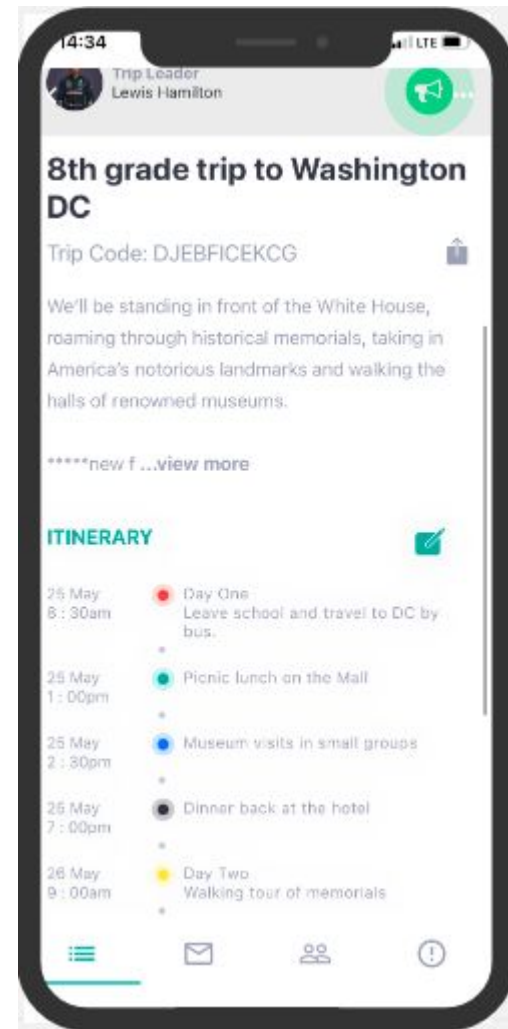 14:34
LTE
Trip Leader
Lewis Hamilton
8th grade trip to Washington
DC
Trip Code: DJEBFICEKCG
We'll be standing in front of the White House,
roaming through historical memorials, taking in
America's notorious landmarks and walking the
halls of renowned museums.
*****new f ...view more
ITINERARY
25 May
8 : 30am
Day One
Leave school and travel to DC by
bus.
25 May
1 : 00pm
Picnic lunch on the Mall
25 May
2 : 30pm
Museum visits in small groups
25 May
7 : 00pm
Dinner back at the hotel
26 May
9 : 00am
Day Two
Walking tour of memorials